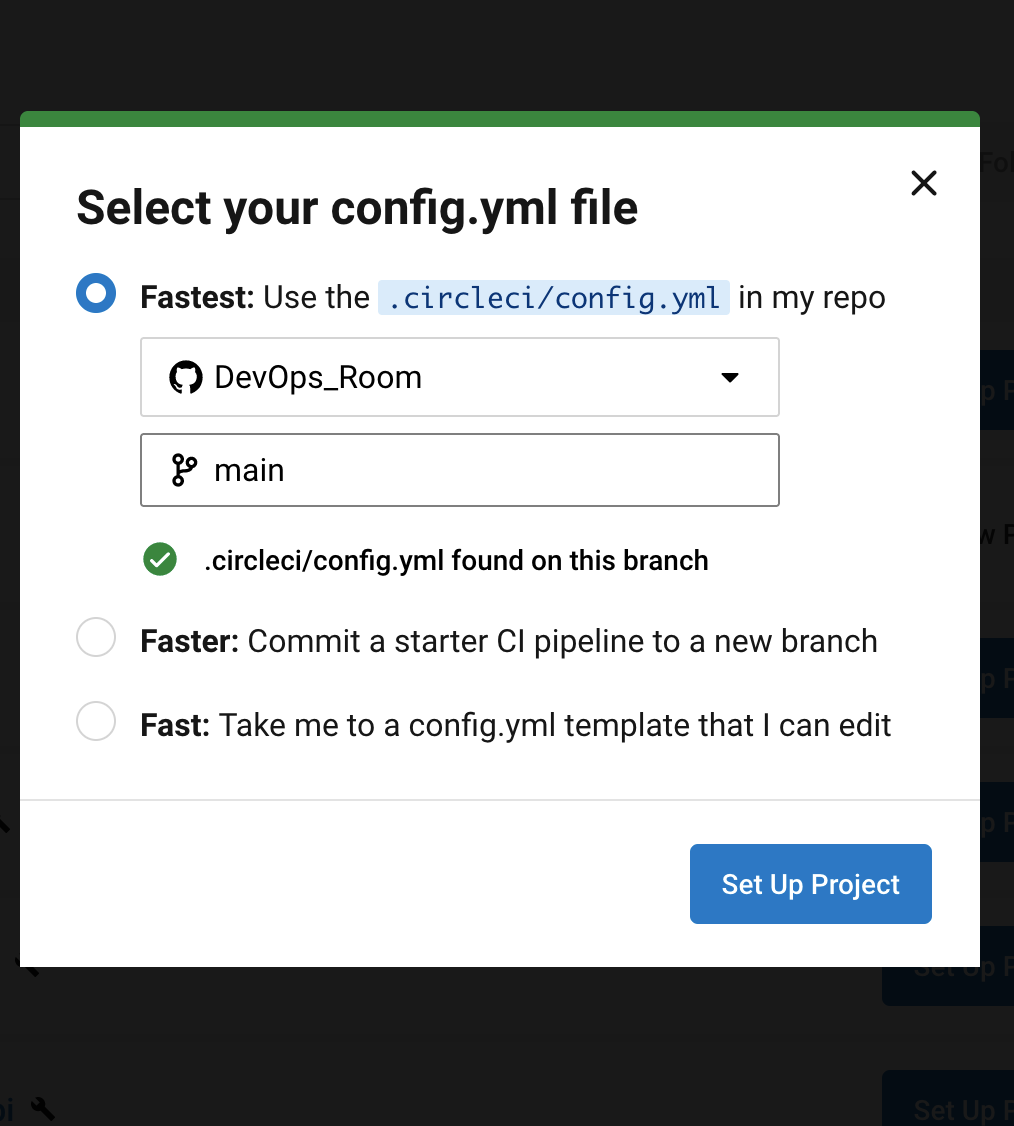 Select your config.yml file
Fastest: Use the .circleci/config.yml in my repo
DevOps_Room
main
.circleci/config.yml found on this branch
Faster: Commit a starter CI pipeline to a new branch
Fast: Take me to a config.yml template that I can edit
Set Up Project
Set Up P
Set Up P